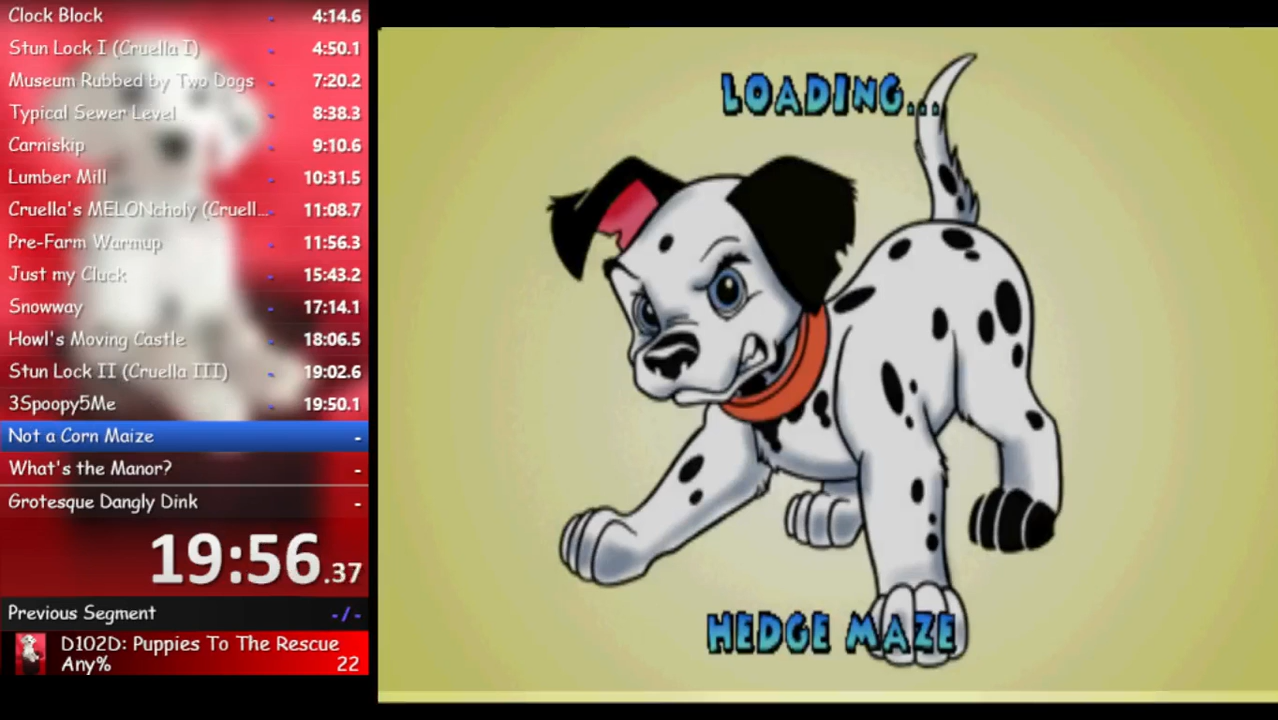 Clock Block - 4:14.6
Stun Lock I (Cruella I) - 4:50.1
Museum Rubbed by Two Dogs - 7:20.2
Typical Sewer Level - 8:38.3
Carniskip - 9:10.6
Lumber Mill - 10:31.5
Cruella's MELONcholy (Cruell... - 11:08.7
Pre-Farm Warmup - 11:56.3
Just my Cluck - 15:43.2
Snowway - 17:14.1
Howl's Moving Castle - 18:06.5
Stun Lock II (Cruella III) - 19:02.6
3Spoopy5Me - 19:50.1
Not a Corn Maize -
What's the Manor? -
Grotesque Dangly Dink -
19:56.37
Previous Segment -/-
D102D: Puppies To The Rescue
Any% 22
LOADING...
HEDGE MAZE